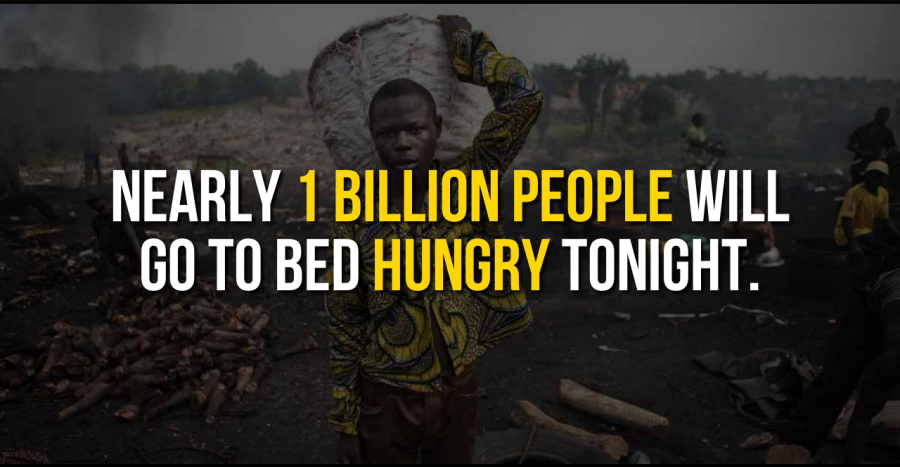 NEARLY 1 BILLION PEOPLE WILL
GO TO BED HUNGRY TONIGHT.